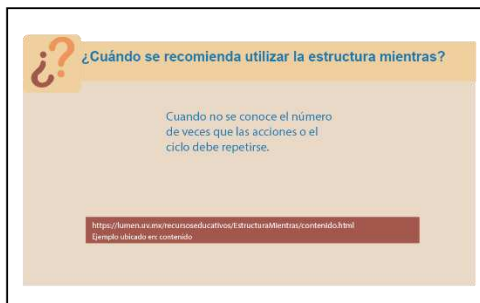 ¿?
¿Cuándo se recomienda utilizar la estructura mientras?
Cuando no se conoce el número
de veces que las acciones o el
ciclo debe repetirse.
https://lumen.uv.mx/recursoseducativos/EstructuraMientras/contenido.html
Ejemplo ubicado en: contenido